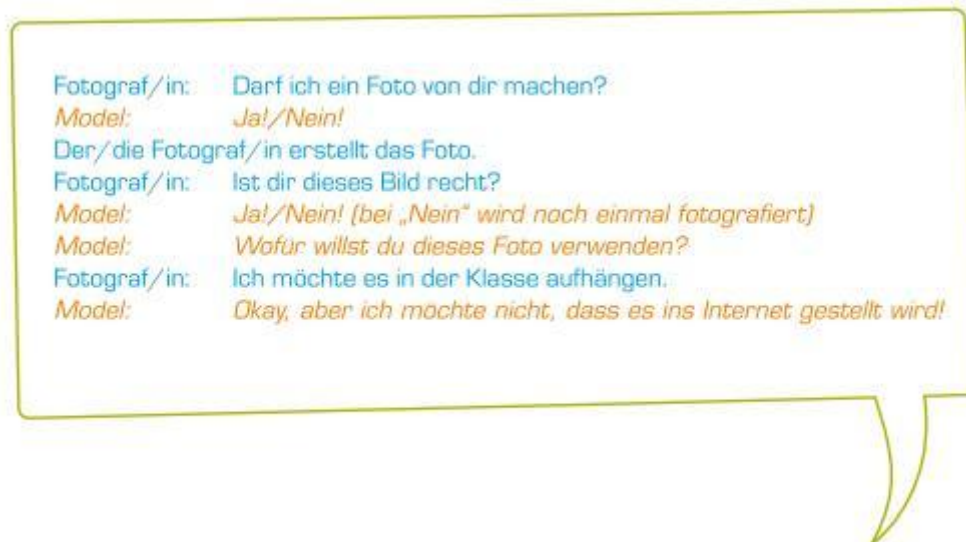 Fotograf/in: Darf ich ein Foto von dir machen?
Model: Ja!/Nein!
Der/die Fotograf/in erstellt das Foto.
Fotograf/in: Ist dir dieses Bild recht?
Model: Ja!/Nein! (bei „Nein“ wird noch einmal fotografiert)
Model: Wofür willst du dieses Foto verwenden?
Fotograf/in: Ich möchte es in der Klasse aufhängen.
Model: Okay, aber ich möchte nicht, dass es ins Internet gestellt wird!